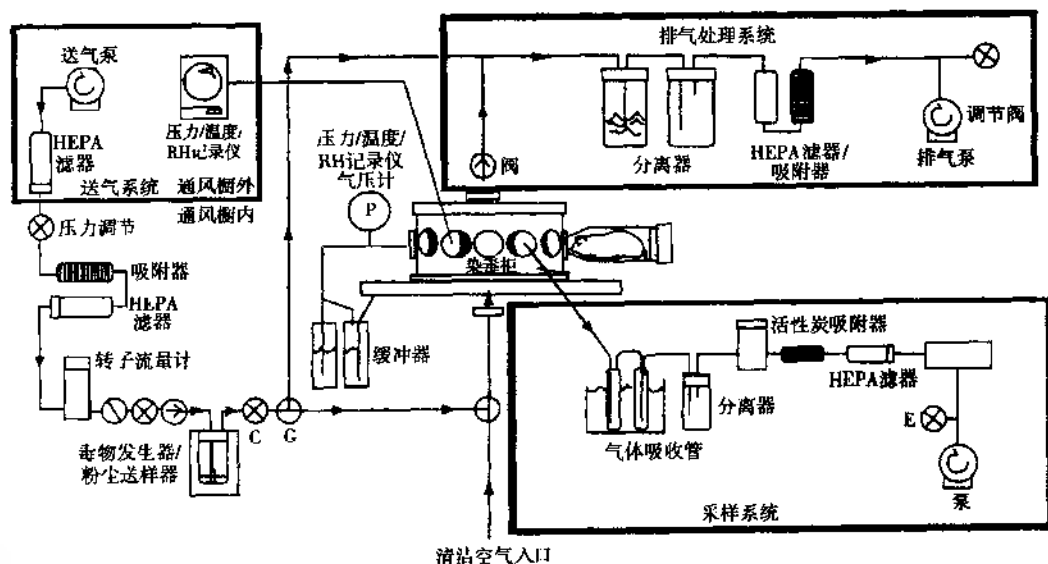 送气泵
HEPA
滤器
压力/温度/
RH记录仪
送气系统
通风橱外
通风橱内
压力调节
吸附器
HEPA
滤器
转子流量计
毒物发生器/
粉尘送样器
C
G
压力/温度/
RH记录仪
气压计
P
阀
染毒柜
缓冲器
清洁空气入口
排气处理系统
分离器
HEPA滤器/
吸附器
调节阀
排气泵
活性炭吸附器
HEPA滤器
分离器
气体吸收管
E
泵
采样系统